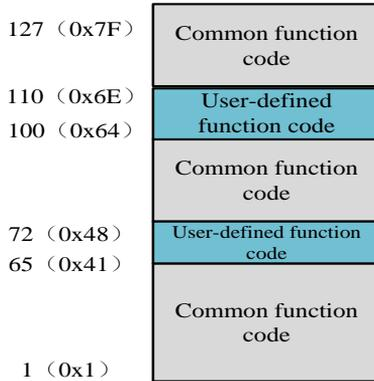 127（0x7F）
Common function
code
110（0x6E）
User-defined
function code
100（0x64）
Common function
code
72（0x48）
User-defined function
code
65（0x41）
Common function
code
1（0x1）